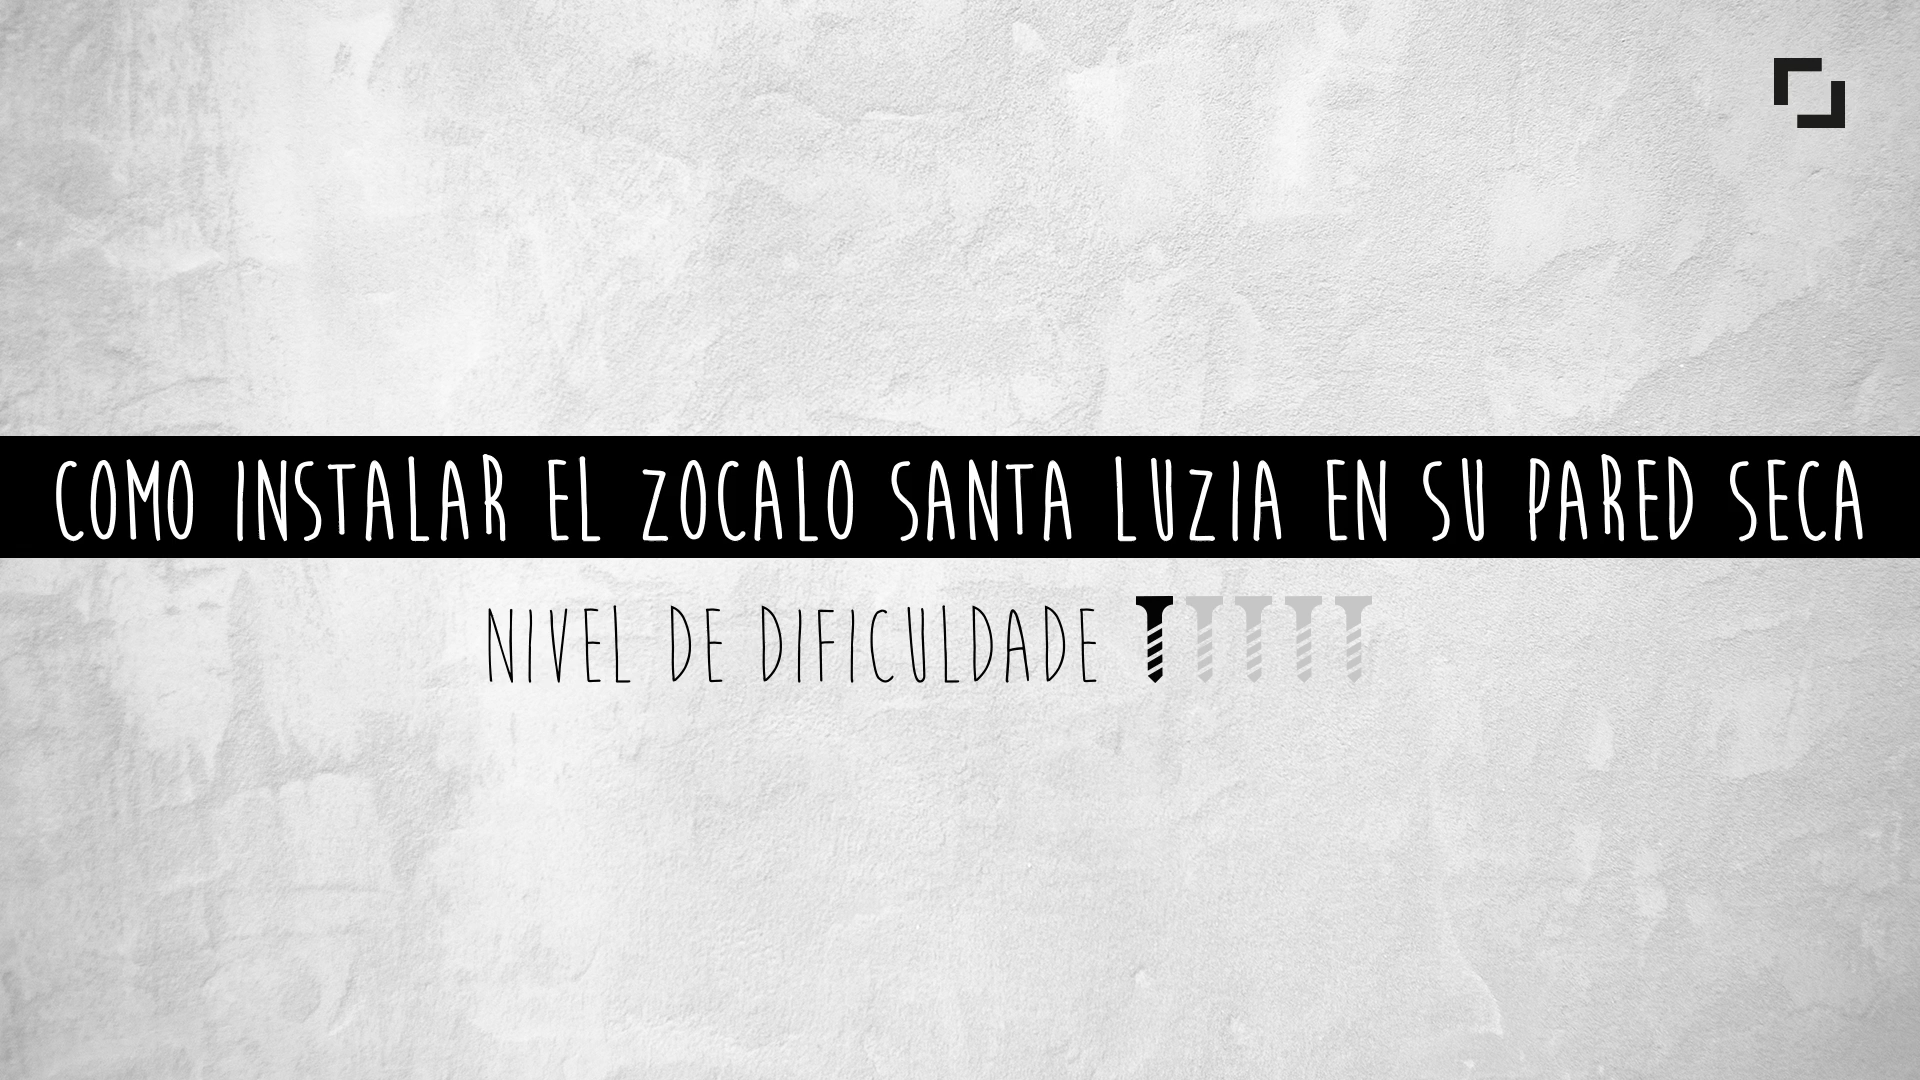 COMO INSTALAR EL ZOCALO SANTA LUZIA EN SU PARED SECA
NIVEL DE DIFICULDADE